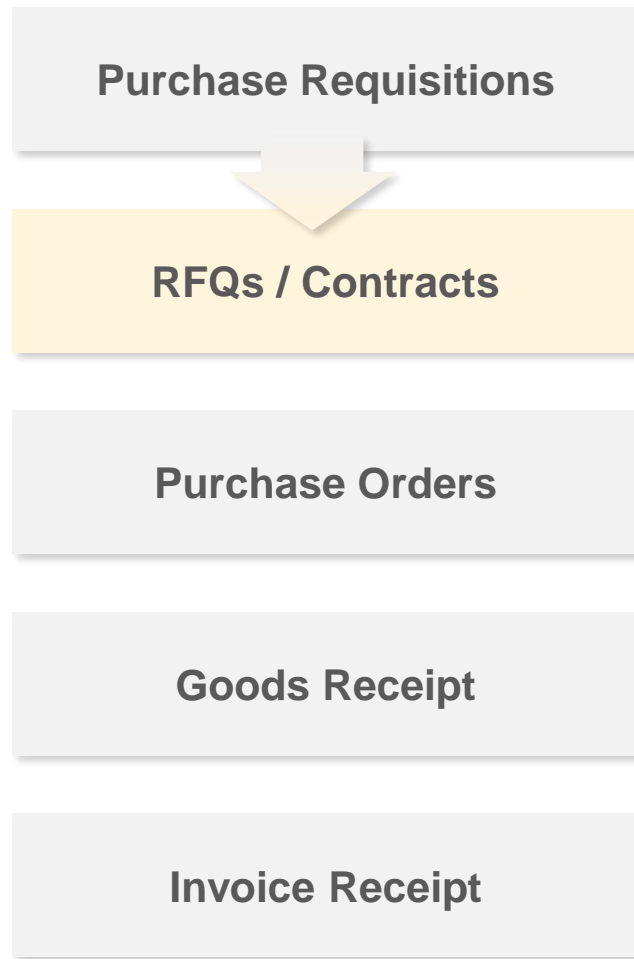 Purchase Requisitions
RFQs / Contracts
Purchase Orders
Goods Receipt
Invoice Receipt